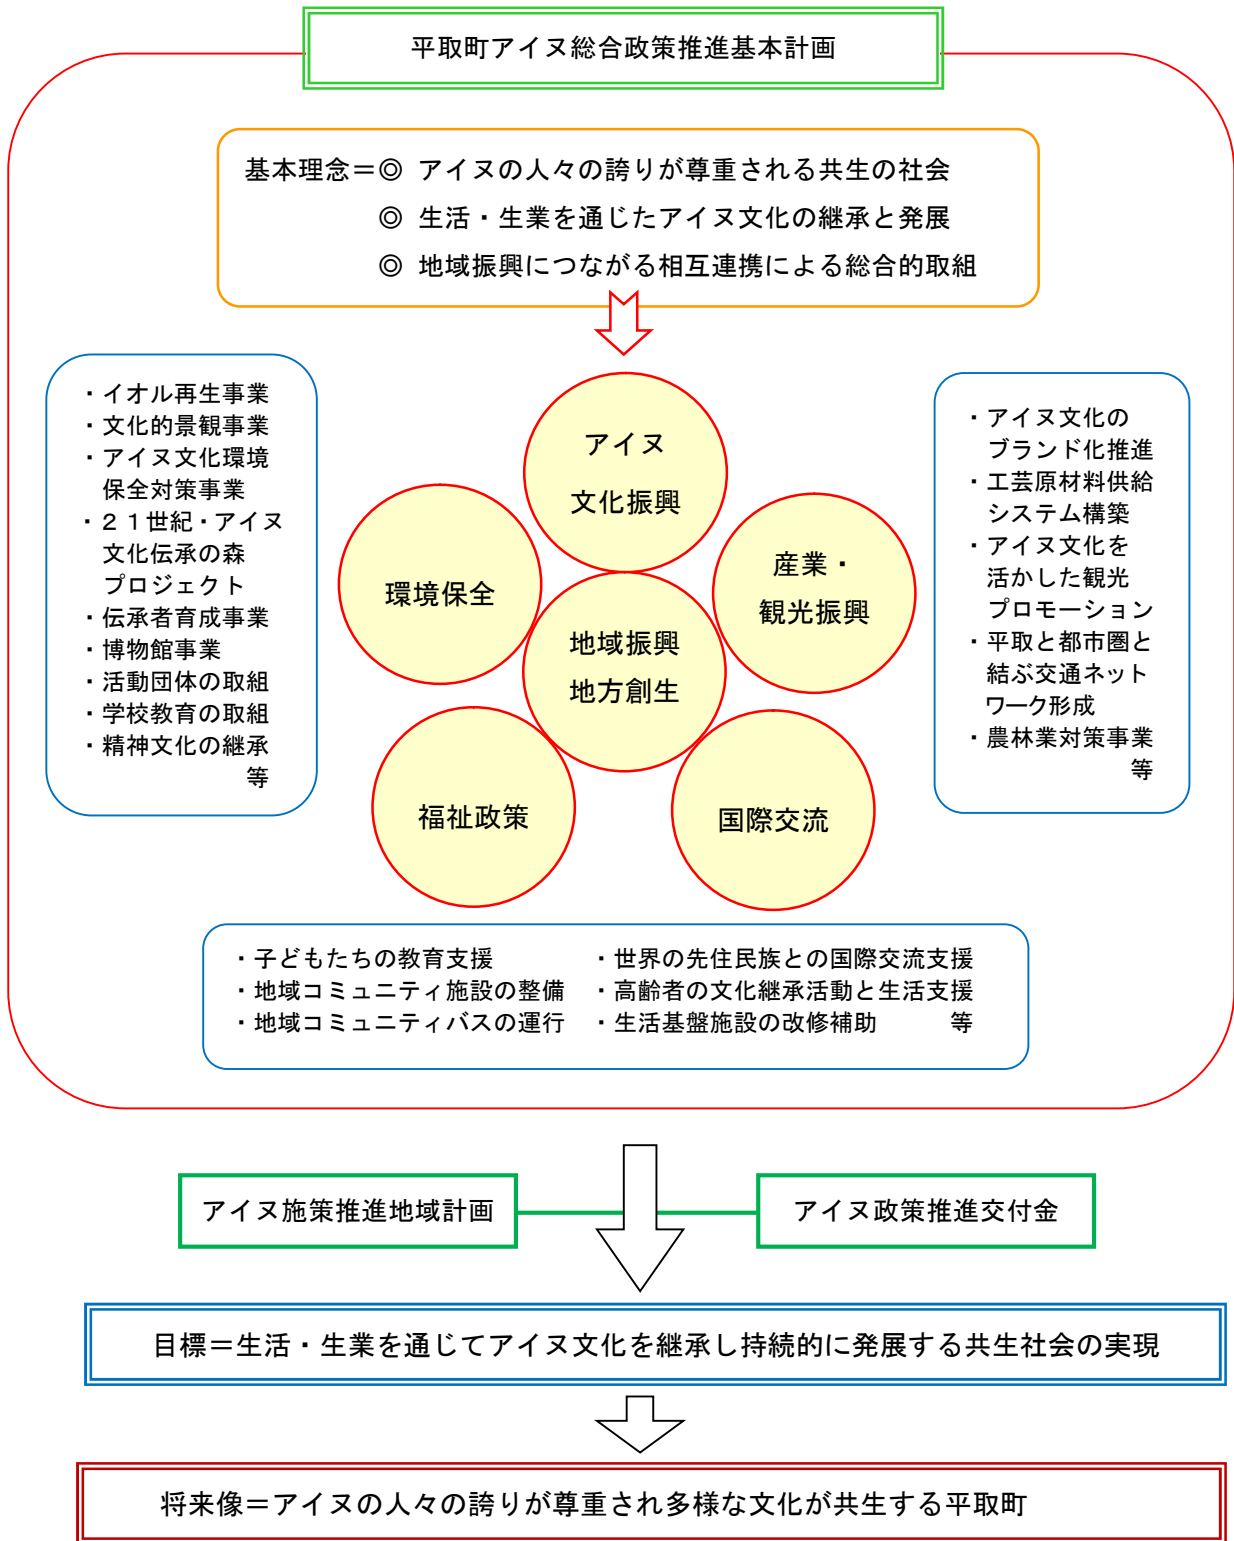 平取町アイヌ総合政策推進基本計画
基本理念＝◎ アイヌの人々の誇りが尊重される共生の社会
◎ 生活・生業を通じたアイヌ文化の継承と発展
◎ 地域振興につながる相互連携による総合的取組
・イオル再生事業
・文化的景観事業
・アイヌ文化環境
保全対策事業
・２１世紀・アイヌ
文化伝承の森
プロジェクト
・伝承者育成事業
・博物館事業
・活動団体の取組
・学校教育の取組
・精神文化の継承
等
アイヌ
文化振興
環境保全
産業・
観光振興
地域振興
地方創生
福祉政策
国際交流
・アイヌ文化の
ブランド化推進
・工芸原材料供給
システム構築
・アイヌ文化を
活かした観光
プロモーション
・平取と都市圏と
結ぶ交通ネット
ワーク形成
・農林業対策事業
等
・子どもたちの教育支援
・地域コミュニティ施設の整備
・地域コミュニティバスの運行
・世界の先住民族との国際交流支援
・高齢者の文化継承活動と生活支援
・生活基盤施設の改修補助 等
アイヌ施策推進地域計画
アイヌ政策推進交付金
目標＝生活・生業を通じてアイヌ文化を継承し持続的に発展する共生社会の実現
将来像＝アイヌの人々の誇りが尊重され多様な文化が共生する平取町